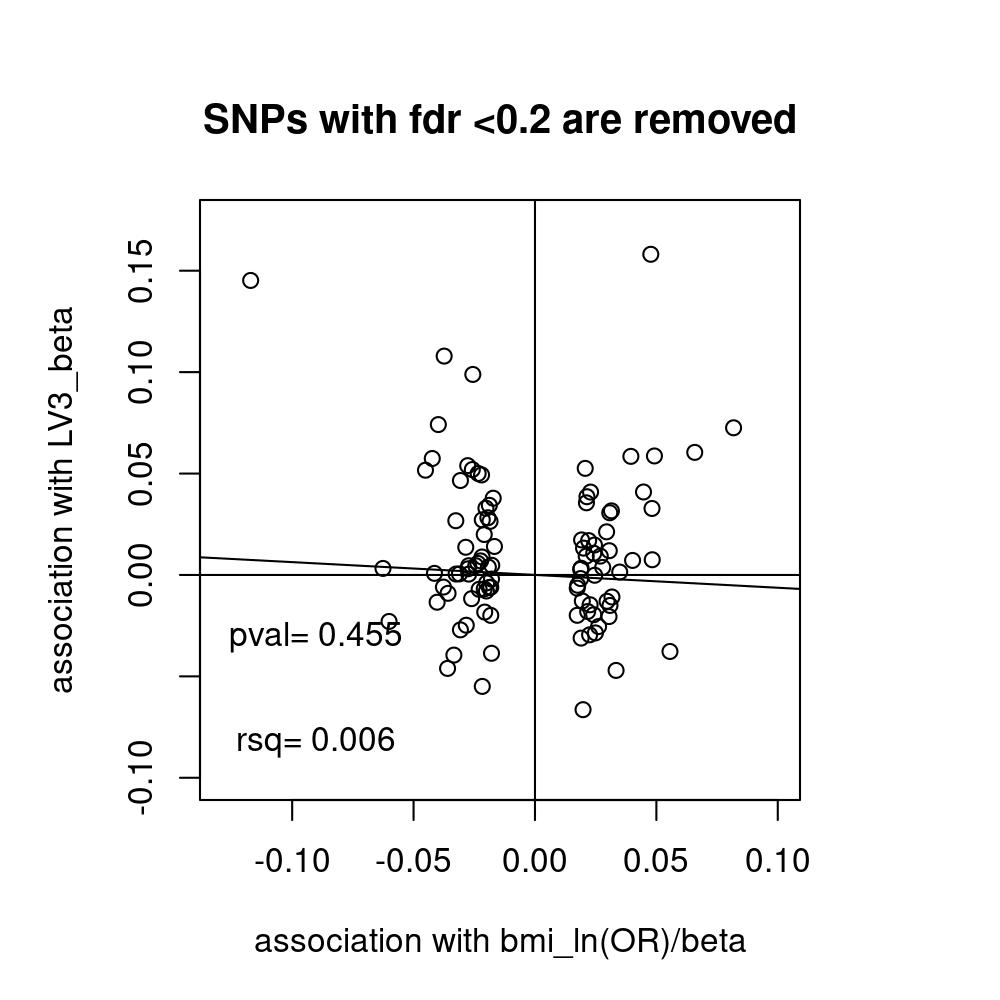 SNPs with fdr <0.2 are removed
association with LV3_beta
0.15
0.10
0.05
0.00
-0.10
pval= 0.455
rsq= 0.006
-0.10 -0.05 0.00 0.05 0.10
association with bmi_ln(OR)/beta